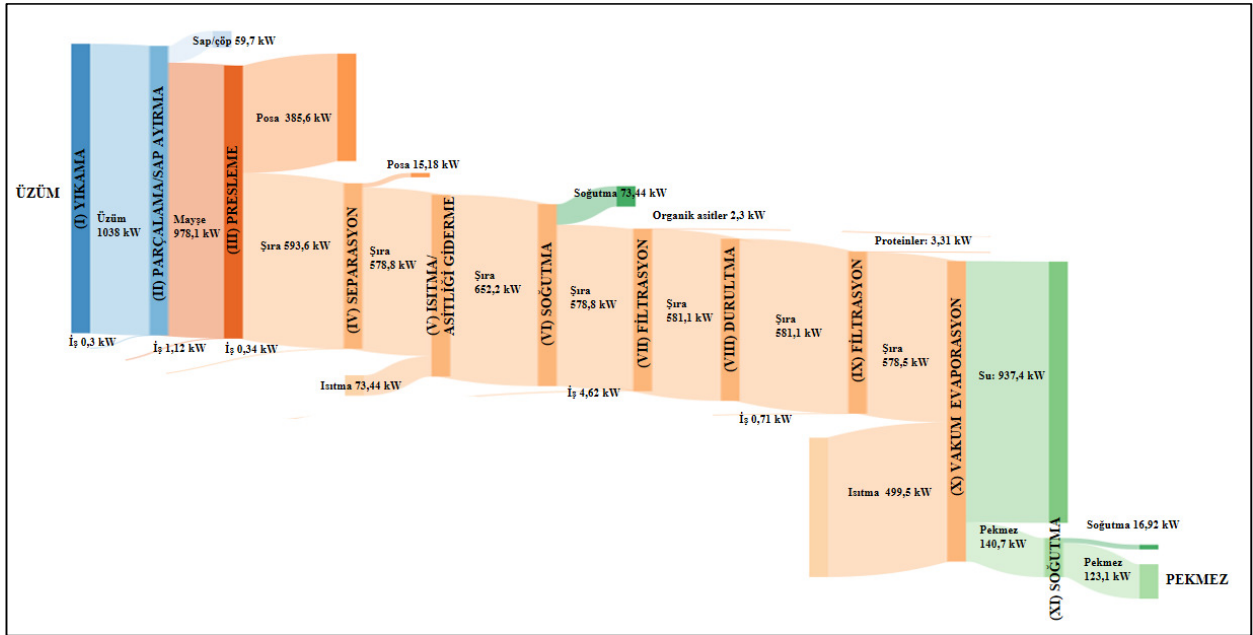 ÜZÜM
(I) YIKAMA
Üzüm
1038 kW
İş 0,3 kW
(II) PARÇALAMA/SAP AYIRMA
Sap/çöp 59,7 kW
Mayşe
978,1 kW
İş 1,12 kW
(III) PRESLEME
Posa 385,6 kW
Şıra 593,6 kW
İş 0,34 kW
(IV) SEPARASYON
Posa 15,18 kW
Şıra
578,8 kW
Isıtma 73,44 kW
(V) ISITMA/
ASİTLİĞİ GİDERME
Şıra
652,2 kW
(VI) SOĞUTMA
Soğutma 73,44 kW
Şıra
578,8 kW
İş 4,62 kW
(VII) FİLTRASYON
Organik asitler 2,3 kW
Şıra
581,1 kW
(VIII) DURULTMA
Şıra
581,1 kW
İş 0,71 kW
(IX) FİLTRASYON
Proteinler: 3,31 kW
Şıra
578,5 kW
Isıtma 499,5 kW
(X) VAKUM EVAPORASYON
Su: 937,4 kW
Pekmez
140,7 kW
(XI) SOĞUTMA
Soğutma 16,92 kW
Pekmez
123,1 kW
PEKMEZ